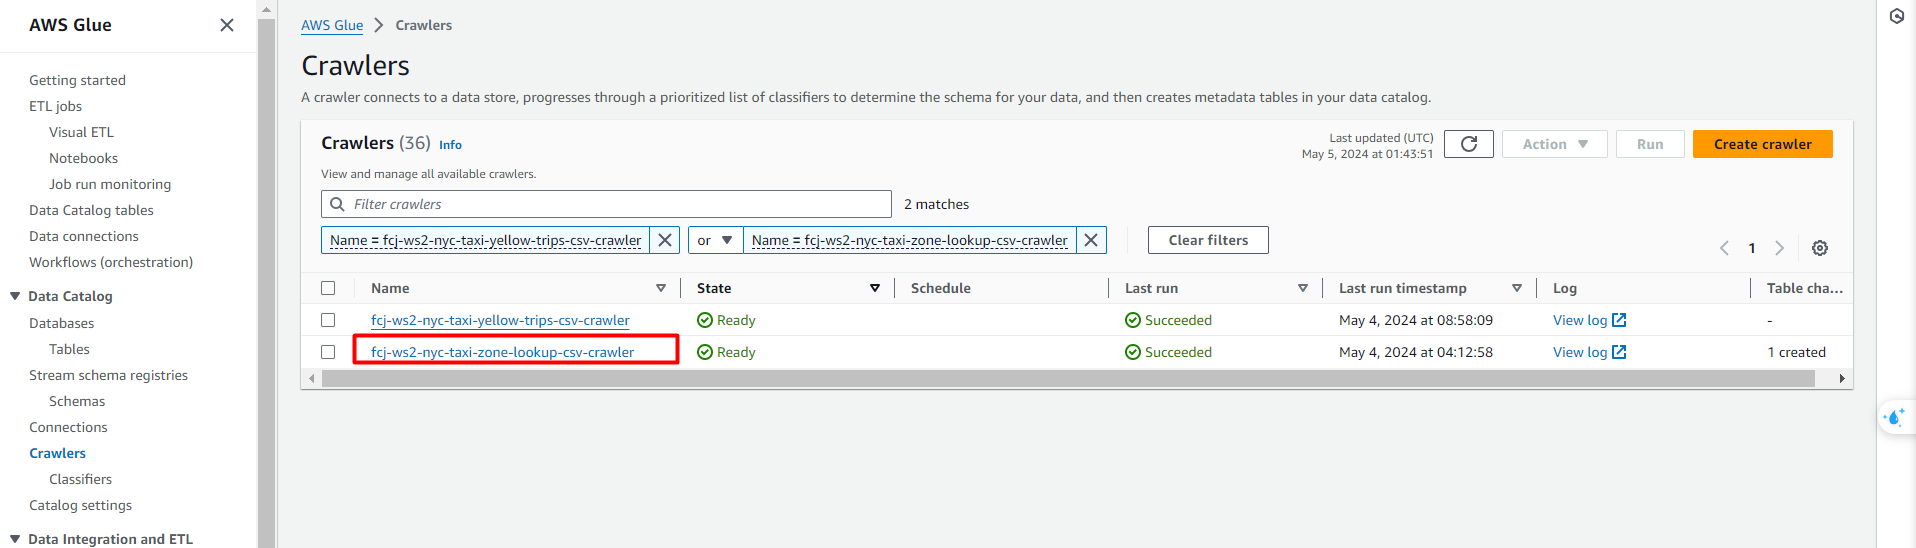 AWS Glue
Getting started
ETL jobs
Visual ETL
Notebooks
Job run monitoring
Data Catalog tables
Data connections
Workflows (orchestration)
Data Catalog
Databases
Tables
Stream schema registries
Schemas
Connections
Crawlers
Classifiers
Catalog settings
Data Integration and ETL
AWS Glue > Crawlers
Crawlers
A crawler connects to a data store, progresses through a prioritized list of classifiers to determine the schema for your data, and then creates metadata tables in your data catalog.
Crawlers (36) Info
View and manage all available crawlers.
Last updated (UTC)
May 5, 2024 at 01:43:51
Action
Run
Create crawler
Filter crawlers
2 matches
Name = fcj-ws2-nyc-taxi-yellow-trips-csv-crawler
or
Name = fcj-ws2-nyc-taxi-zone-lookup-csv-crawler
Clear filters
1
Name State Schedule Last run Last run timestamp Log Table cha...
fcj-ws2-nyc-taxi-yellow-trips-csv-crawler Ready Succeeded May 4, 2024 at 08:58:09 View log -
fcj-ws2-nyc-taxi-zone-lookup-csv-crawler Ready Succeeded May 4, 2024 at 04:12:58 View log 1 created